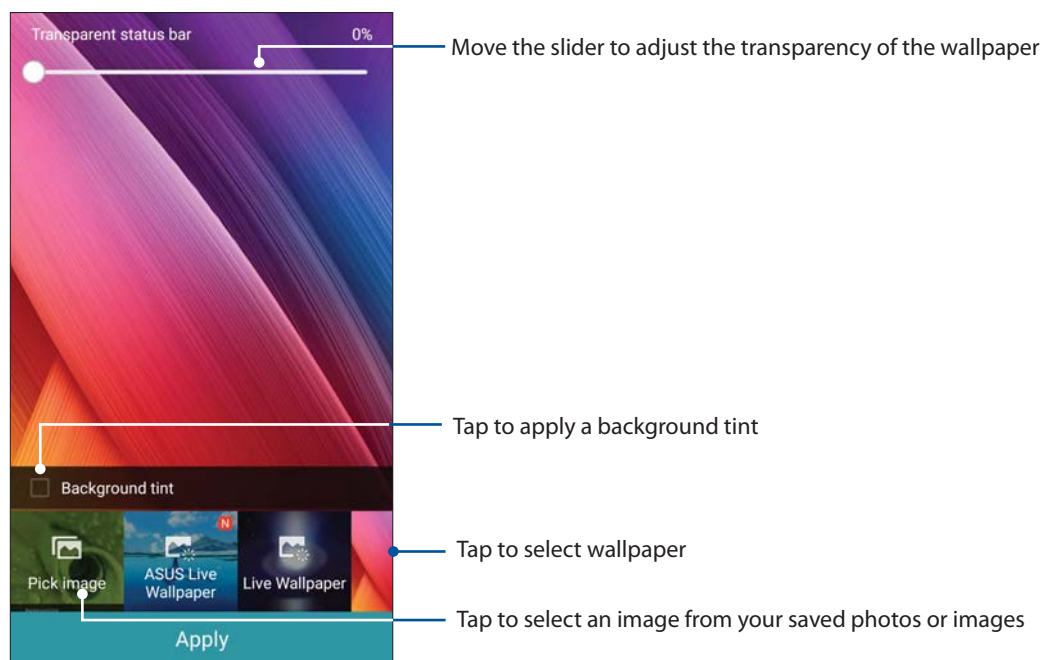 Transparent status bar 0%
Move the slider to adjust the transparency of the wallpaper
Tap to apply a background tint
Background tint
N
Pick image
ASUS Live
Wallpaper
Live Wallpaper
Tap to select wallpaper
Tap to select an image from your saved photos or images
Apply